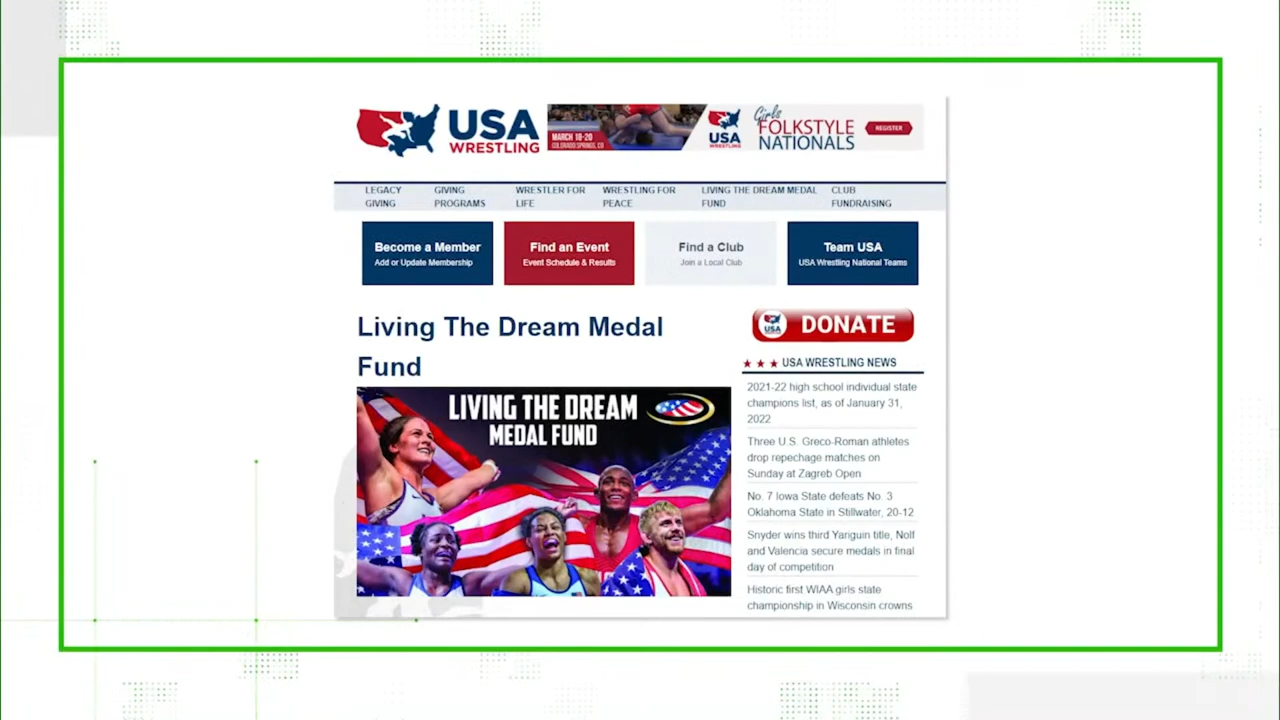 USA
WRESTLING
MARCH 18-20
COLORADO SPRINGS, CO
USA
WRESTLING
Girls
FOLKSTYLE
NATIONALS
REGISTER
LEGACY
GIVING
GIVING
PROGRAMS
WRESTLER FOR
LIFE
WRESTLING FOR
PEACE
LIVING THE DREAM MEDAL
FUND
CLUB
FUNDRAISING
Become a Member
Add or Update Membership
Find an Event
Event Schedule & Results
Find a Club
Join a Local Club
Team USA
USA Wrestling National Teams
Living The Dream Medal
Fund
LIVING THE DREAM
MEDAL FUND
USA
DONATE
USA WRESTLING NEWS
2021-22 high school individual state
champions list, as of January 31,
2022
Three U.S. Greco-Roman athletes
drop repechage matches on
Sunday at Zagreb Open
No. 7 Iowa State defeats No. 3
Oklahoma State in Stillwater, 20-12
Snyder wins third Yariguin title, Nolf
and Valencia secure medals in final
day of competition
Historic first WIAA girls state
championship in Wisconsin crowns